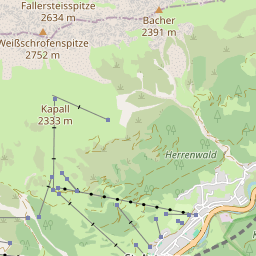 Fallersteisspitze
2634 m
Bacher
2391 m
Weißschrofenspitze
2752 m
Kapall
2333 m
Herrenwald